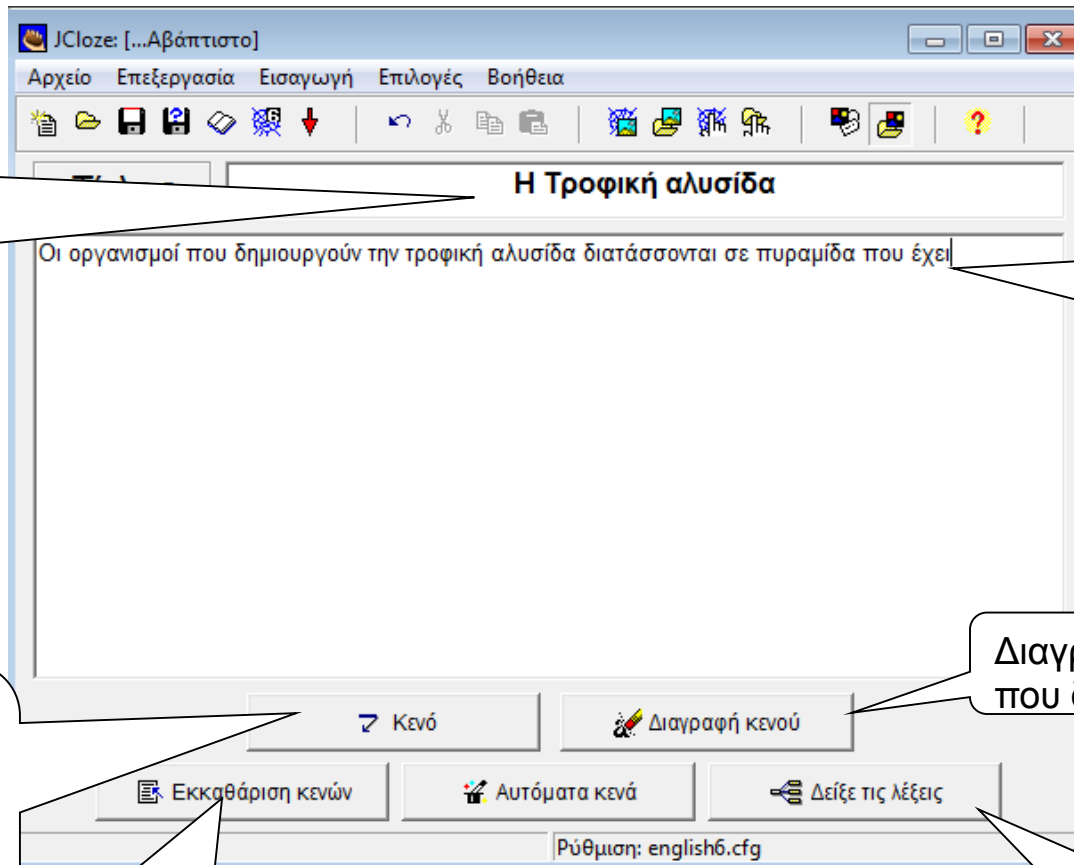 JCloze: [...Αβάπτιστο]
Αρχείο Επεξεργασία Εισαγωγή Επιλογές Βοήθεια
Η Τροφική αλυσίδα
Οι οργανισμοί που δημιουργούν την τροφική αλυσίδα διατάσσονται σε πυραμίδα που έχει
που
Κενό Διαγραφή κενού
Εκκαθάριση κενών Αυτόματα κενά Δείξε τις λέξεις
Ρύθμιση: english6.cfg